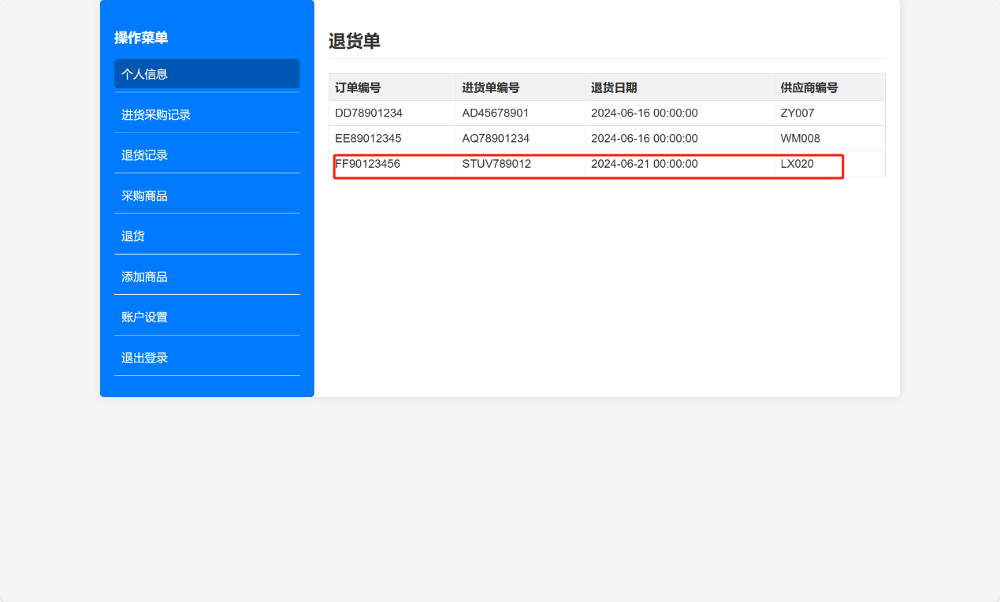 操作菜单
个人信息
进货采购记录
退货记录
采购商品
退货
添加商品
账户设置
退出登录
退货单
订单编号 进货单编号 退货日期 供应商编号
DD78901234 AD45678901 2024-06-16 00:00:00 ZY007
EE89012345 AQ78901234 2024-06-16 00:00:00 WM008
FF90123456 STUV789012 2024-06-21 00:00:00 LX020